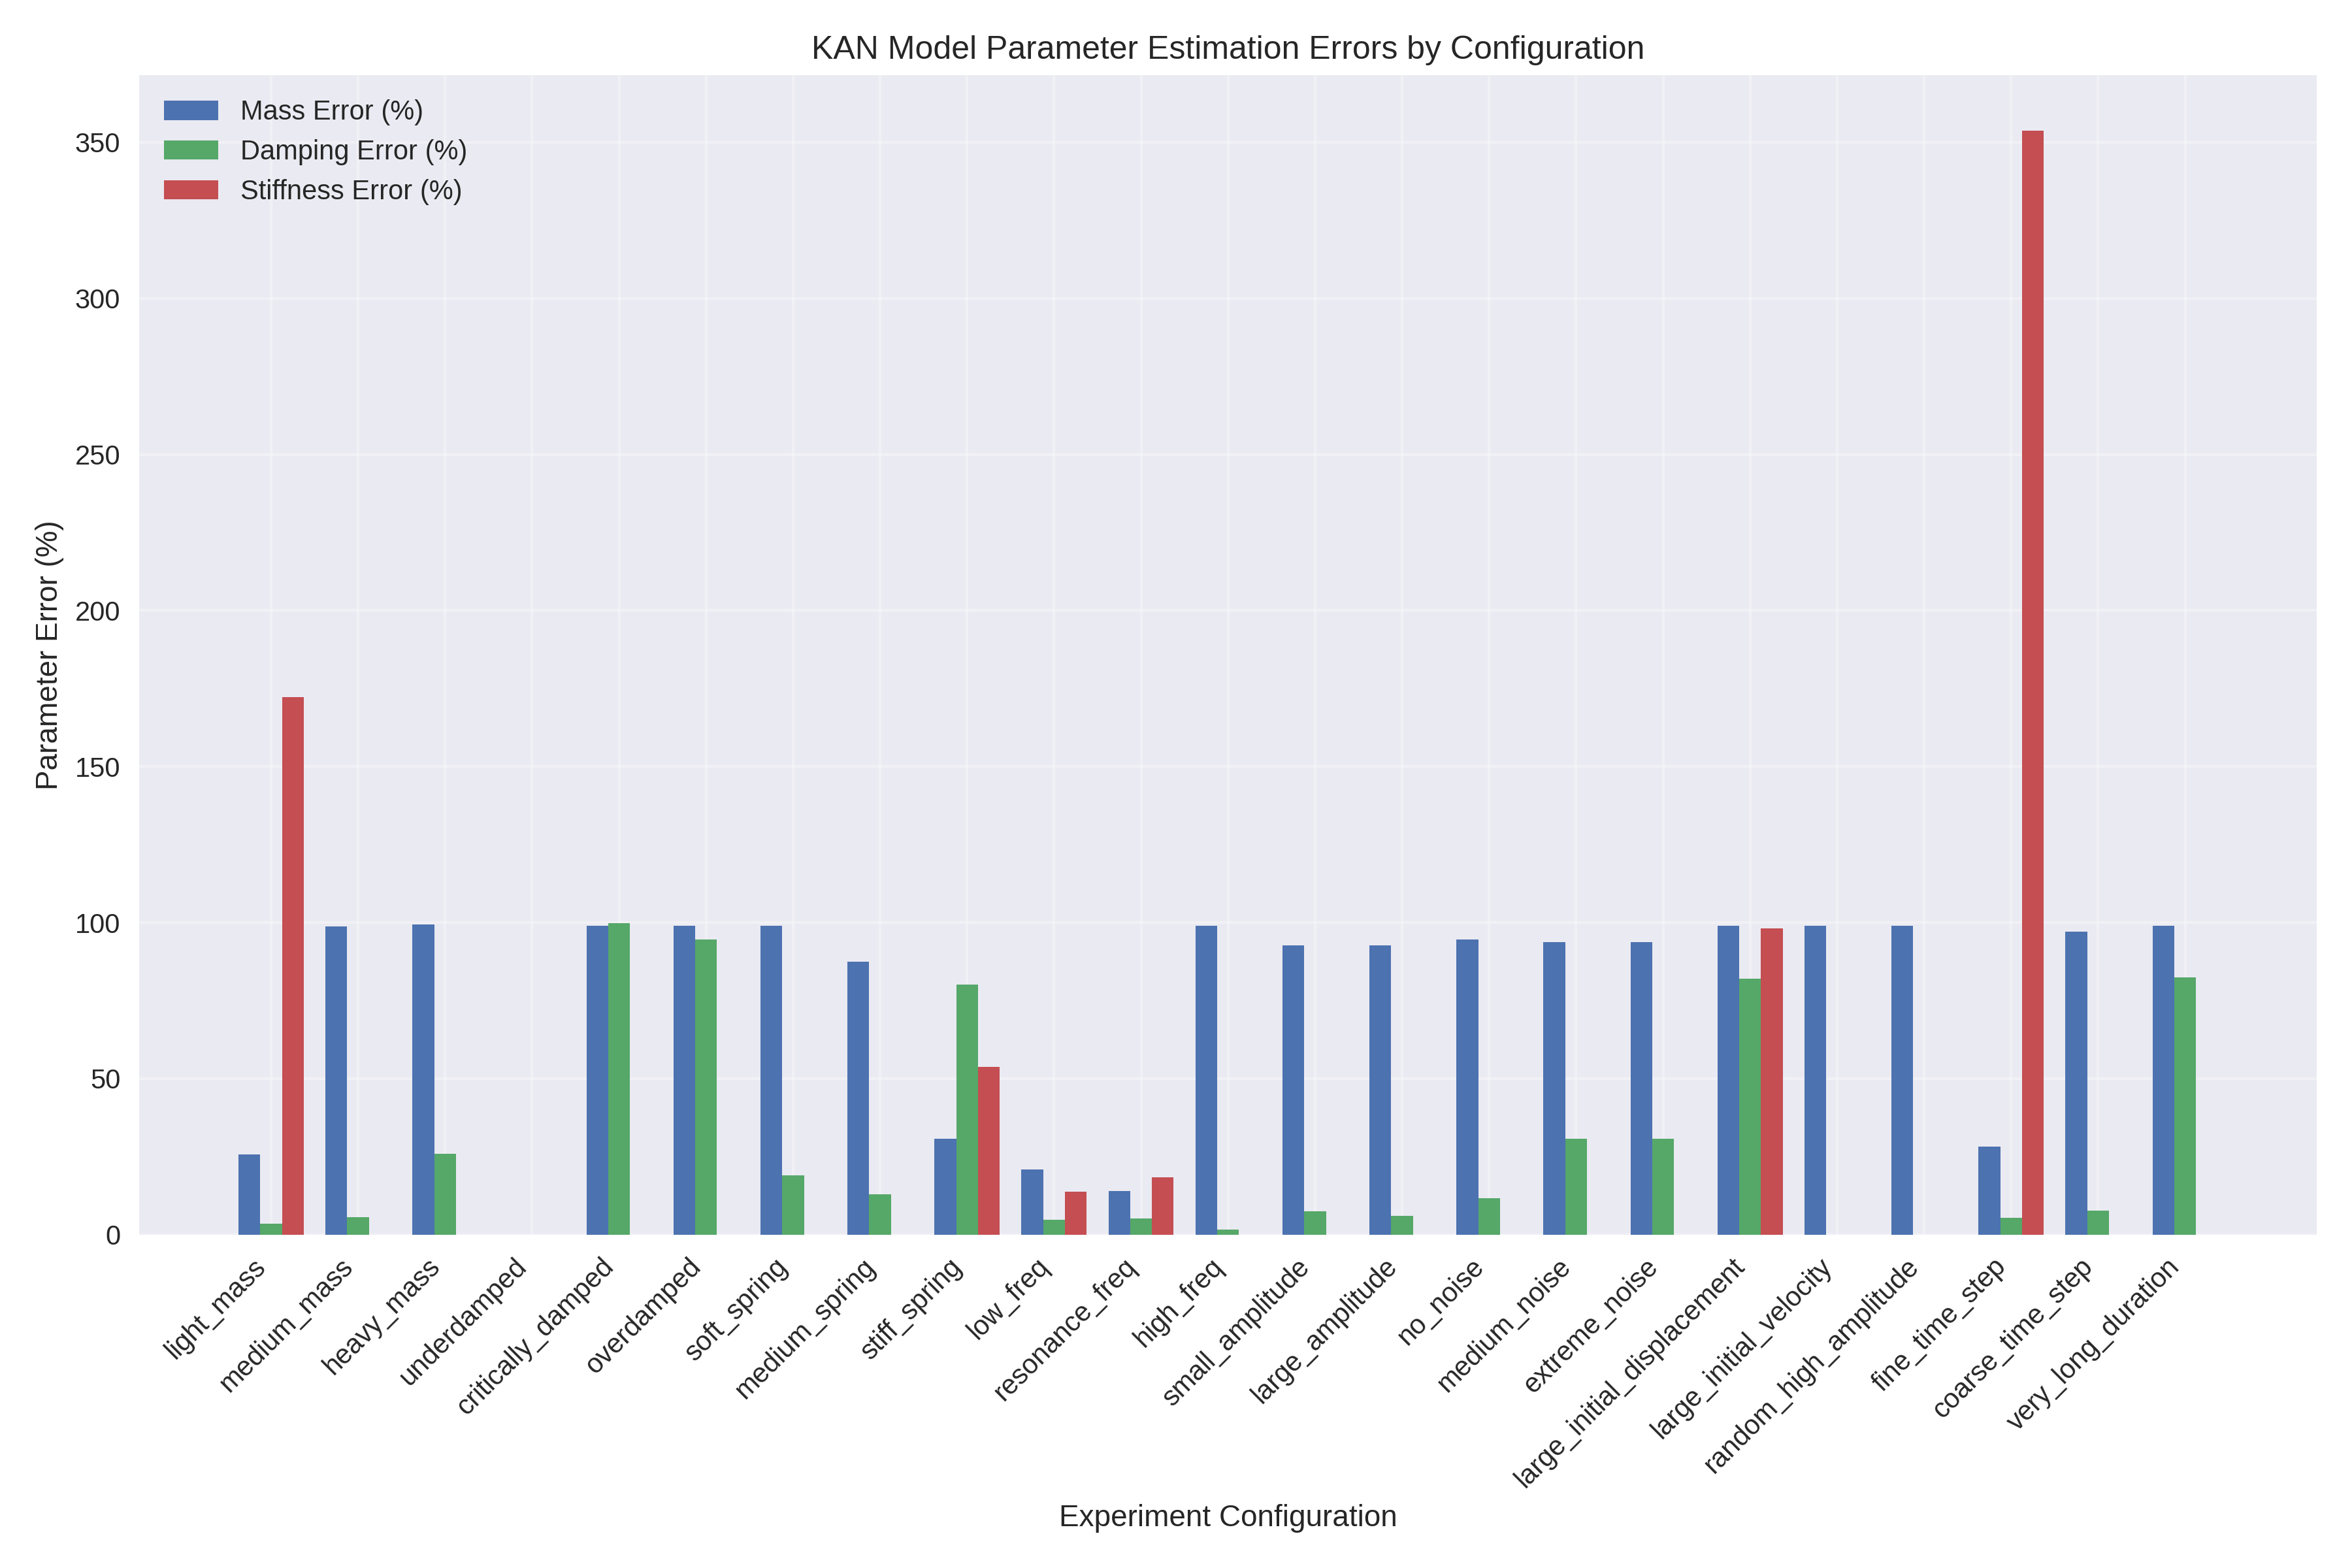 KAN Model Parameter Estimation Errors by Configuration
Mass Error (%)
Damping Error (%)
Stiffness Error (%)
Parameter Error (%)
350
300
250
200
150
100
50
0
light_mass
medium_mass
heavy_mass
underdamped
critically_damped
overdamped
soft_spring
medium_spring
stiff_spring
low_freq
resonance_freq
high_freq
small_amplitude
large_amplitude
no_noise
medium_noise
extreme_noise
large_initial_displacement
large_initial_velocity
random_high_amplitude
fine_time_step
coarse_time_step
very_long_duration
Experiment Configuration